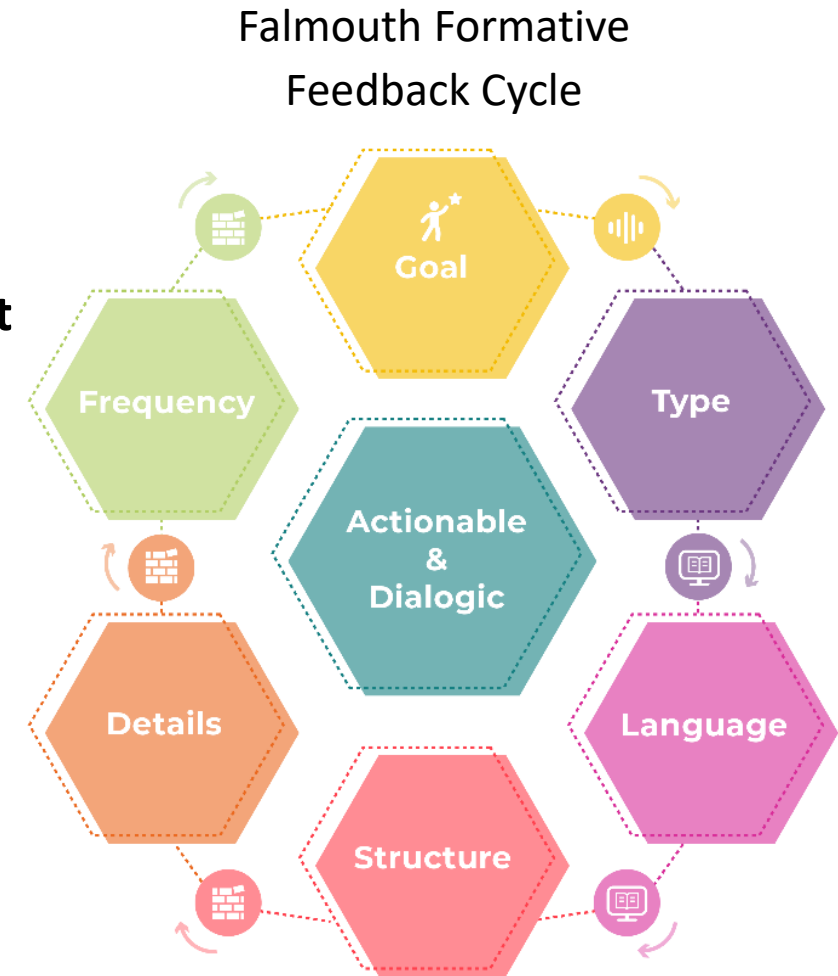 Falmouth Formative
Feedback Cycle
Goal
t
Frequency
Type
Actionable
&
Dialogic
Details
Language
Structure